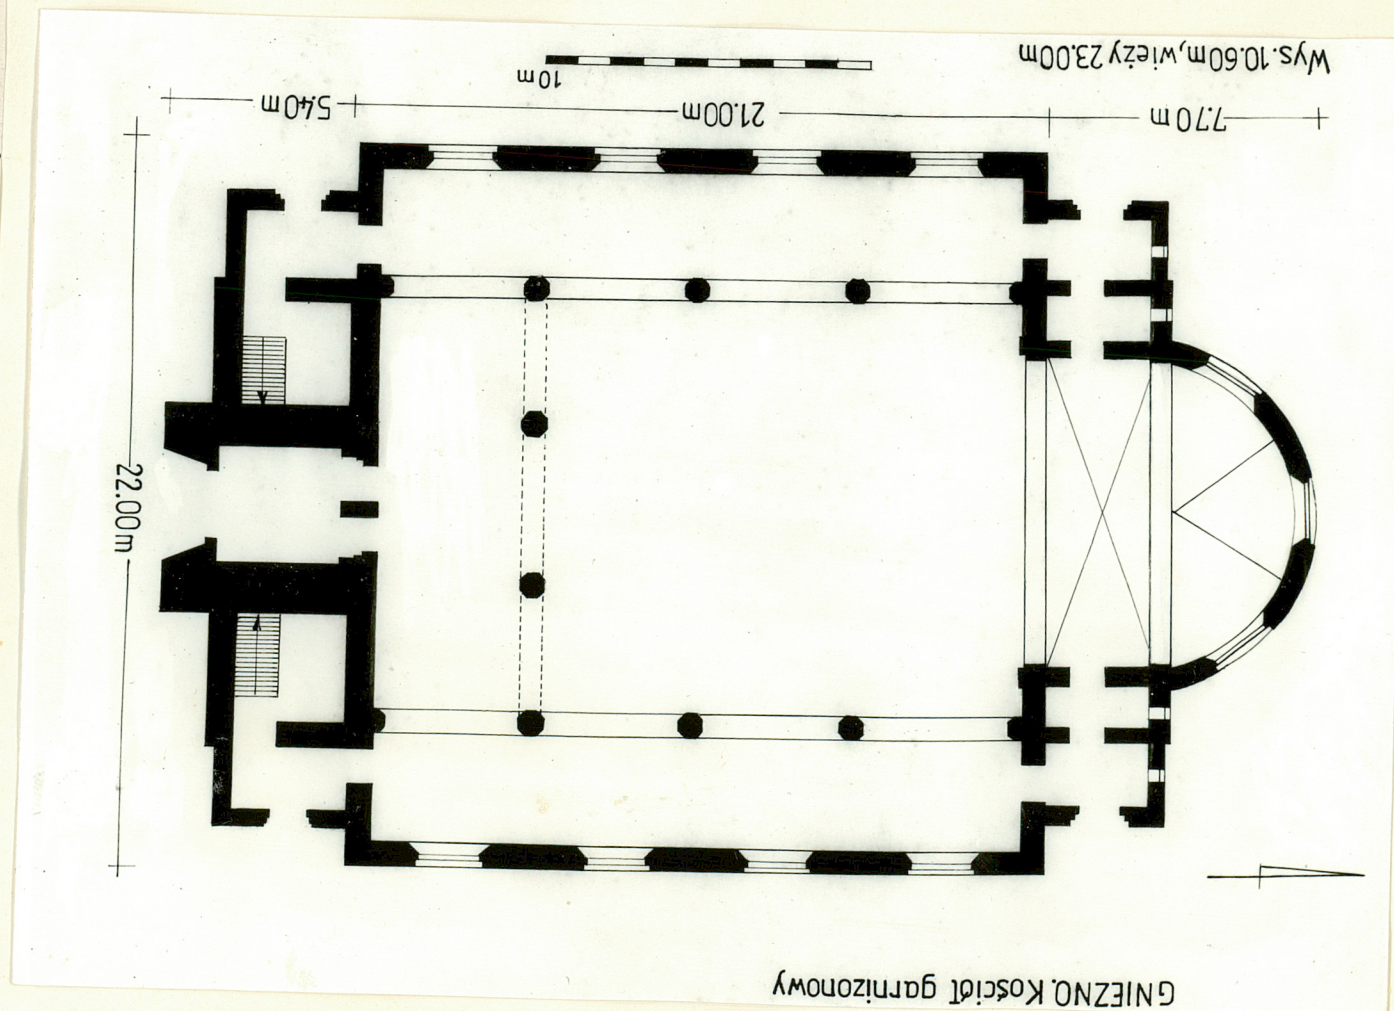 GNIEZNO. Kościół garnizonowy
22.00m
7.70m
21.00m
5.40m
10m
Wys. 10.60m, wieży 23.00m